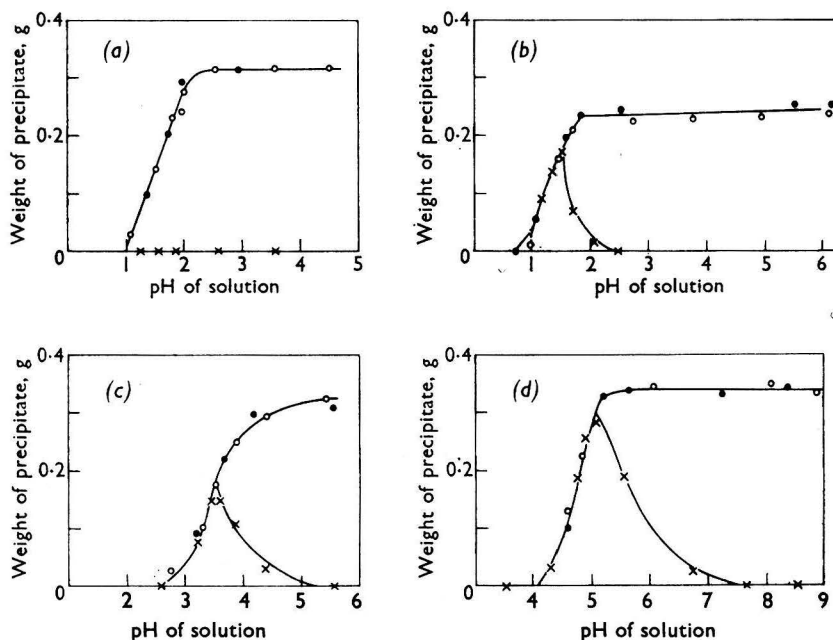 (a)
Weight of precipitate, g
0·4
0·2
0
1 2 3 4 5
pH of solution
(b)
Weight of precipitate, g
0·4
0·2
0
1 2 3 4 5 6
pH of solution
(c)
Weight of precipitate, g
0·4
0·2
0
2 3 4 5 6
pH of solution
(d)
Weight of precipitate, g
0·4
0·2
0
4 5 6 7 8 9
pH of solution